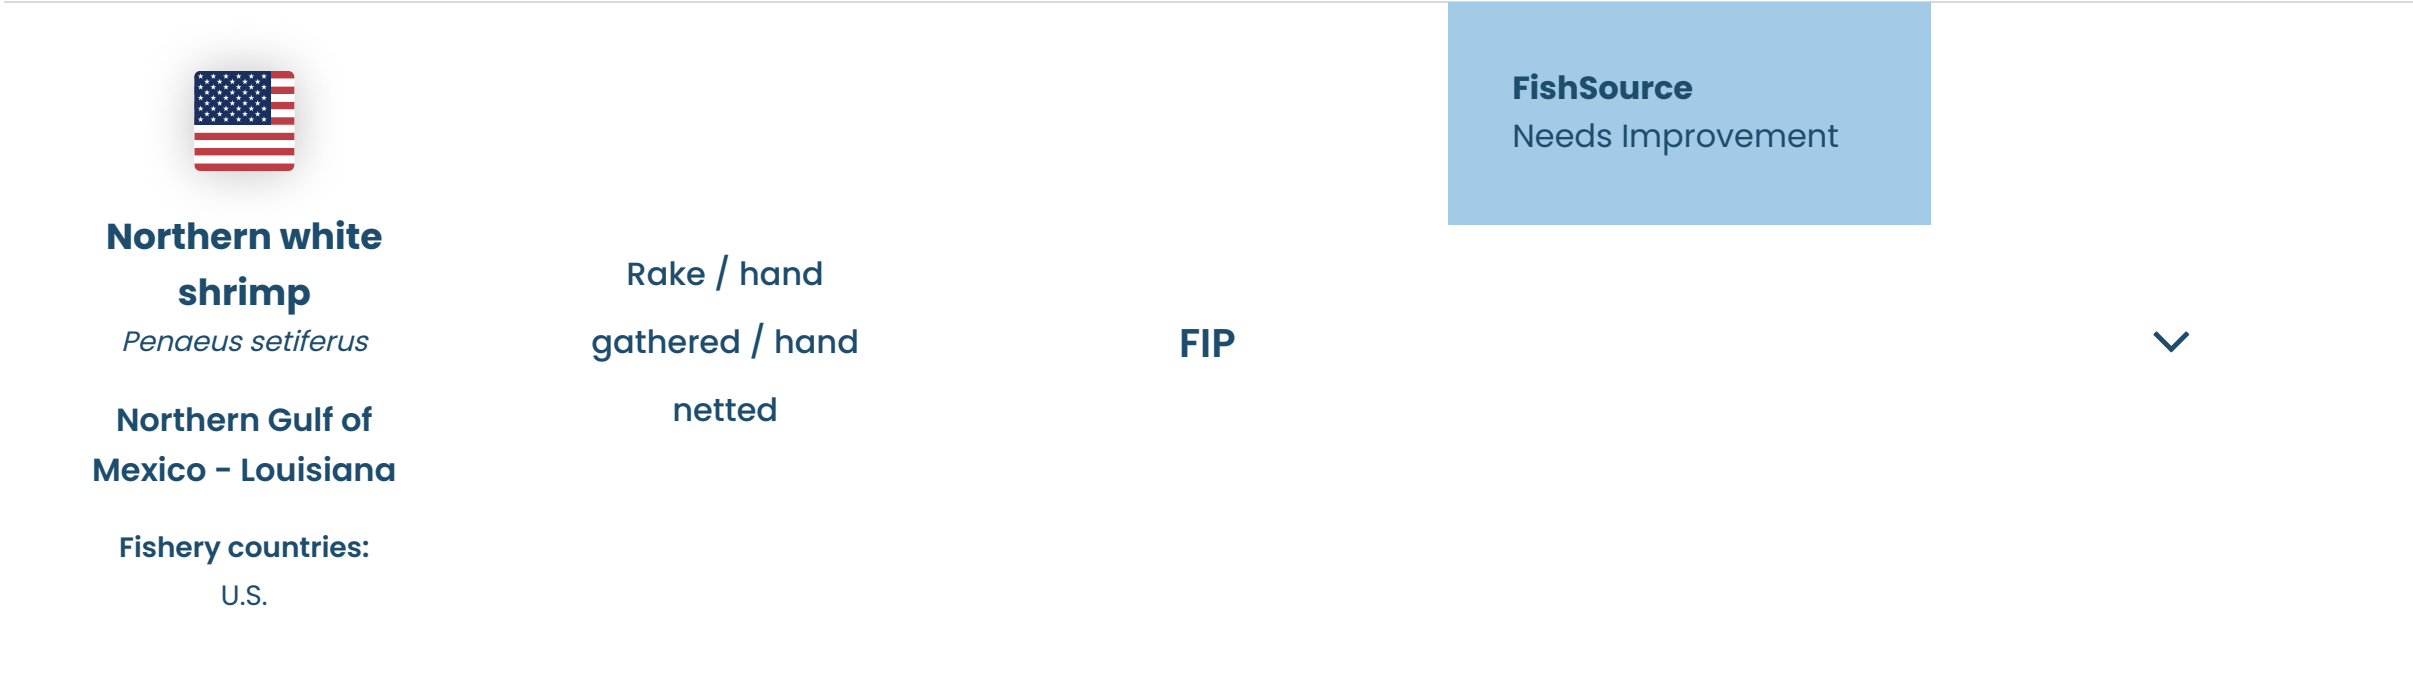 Northern white
shrimp
Penaeus setiferus
Northern Gulf of
Mexico - Louisiana
Fishery countries:
U.S.
Rake / hand
gathered / hand
netted
FIP
FishSource
Needs Improvement